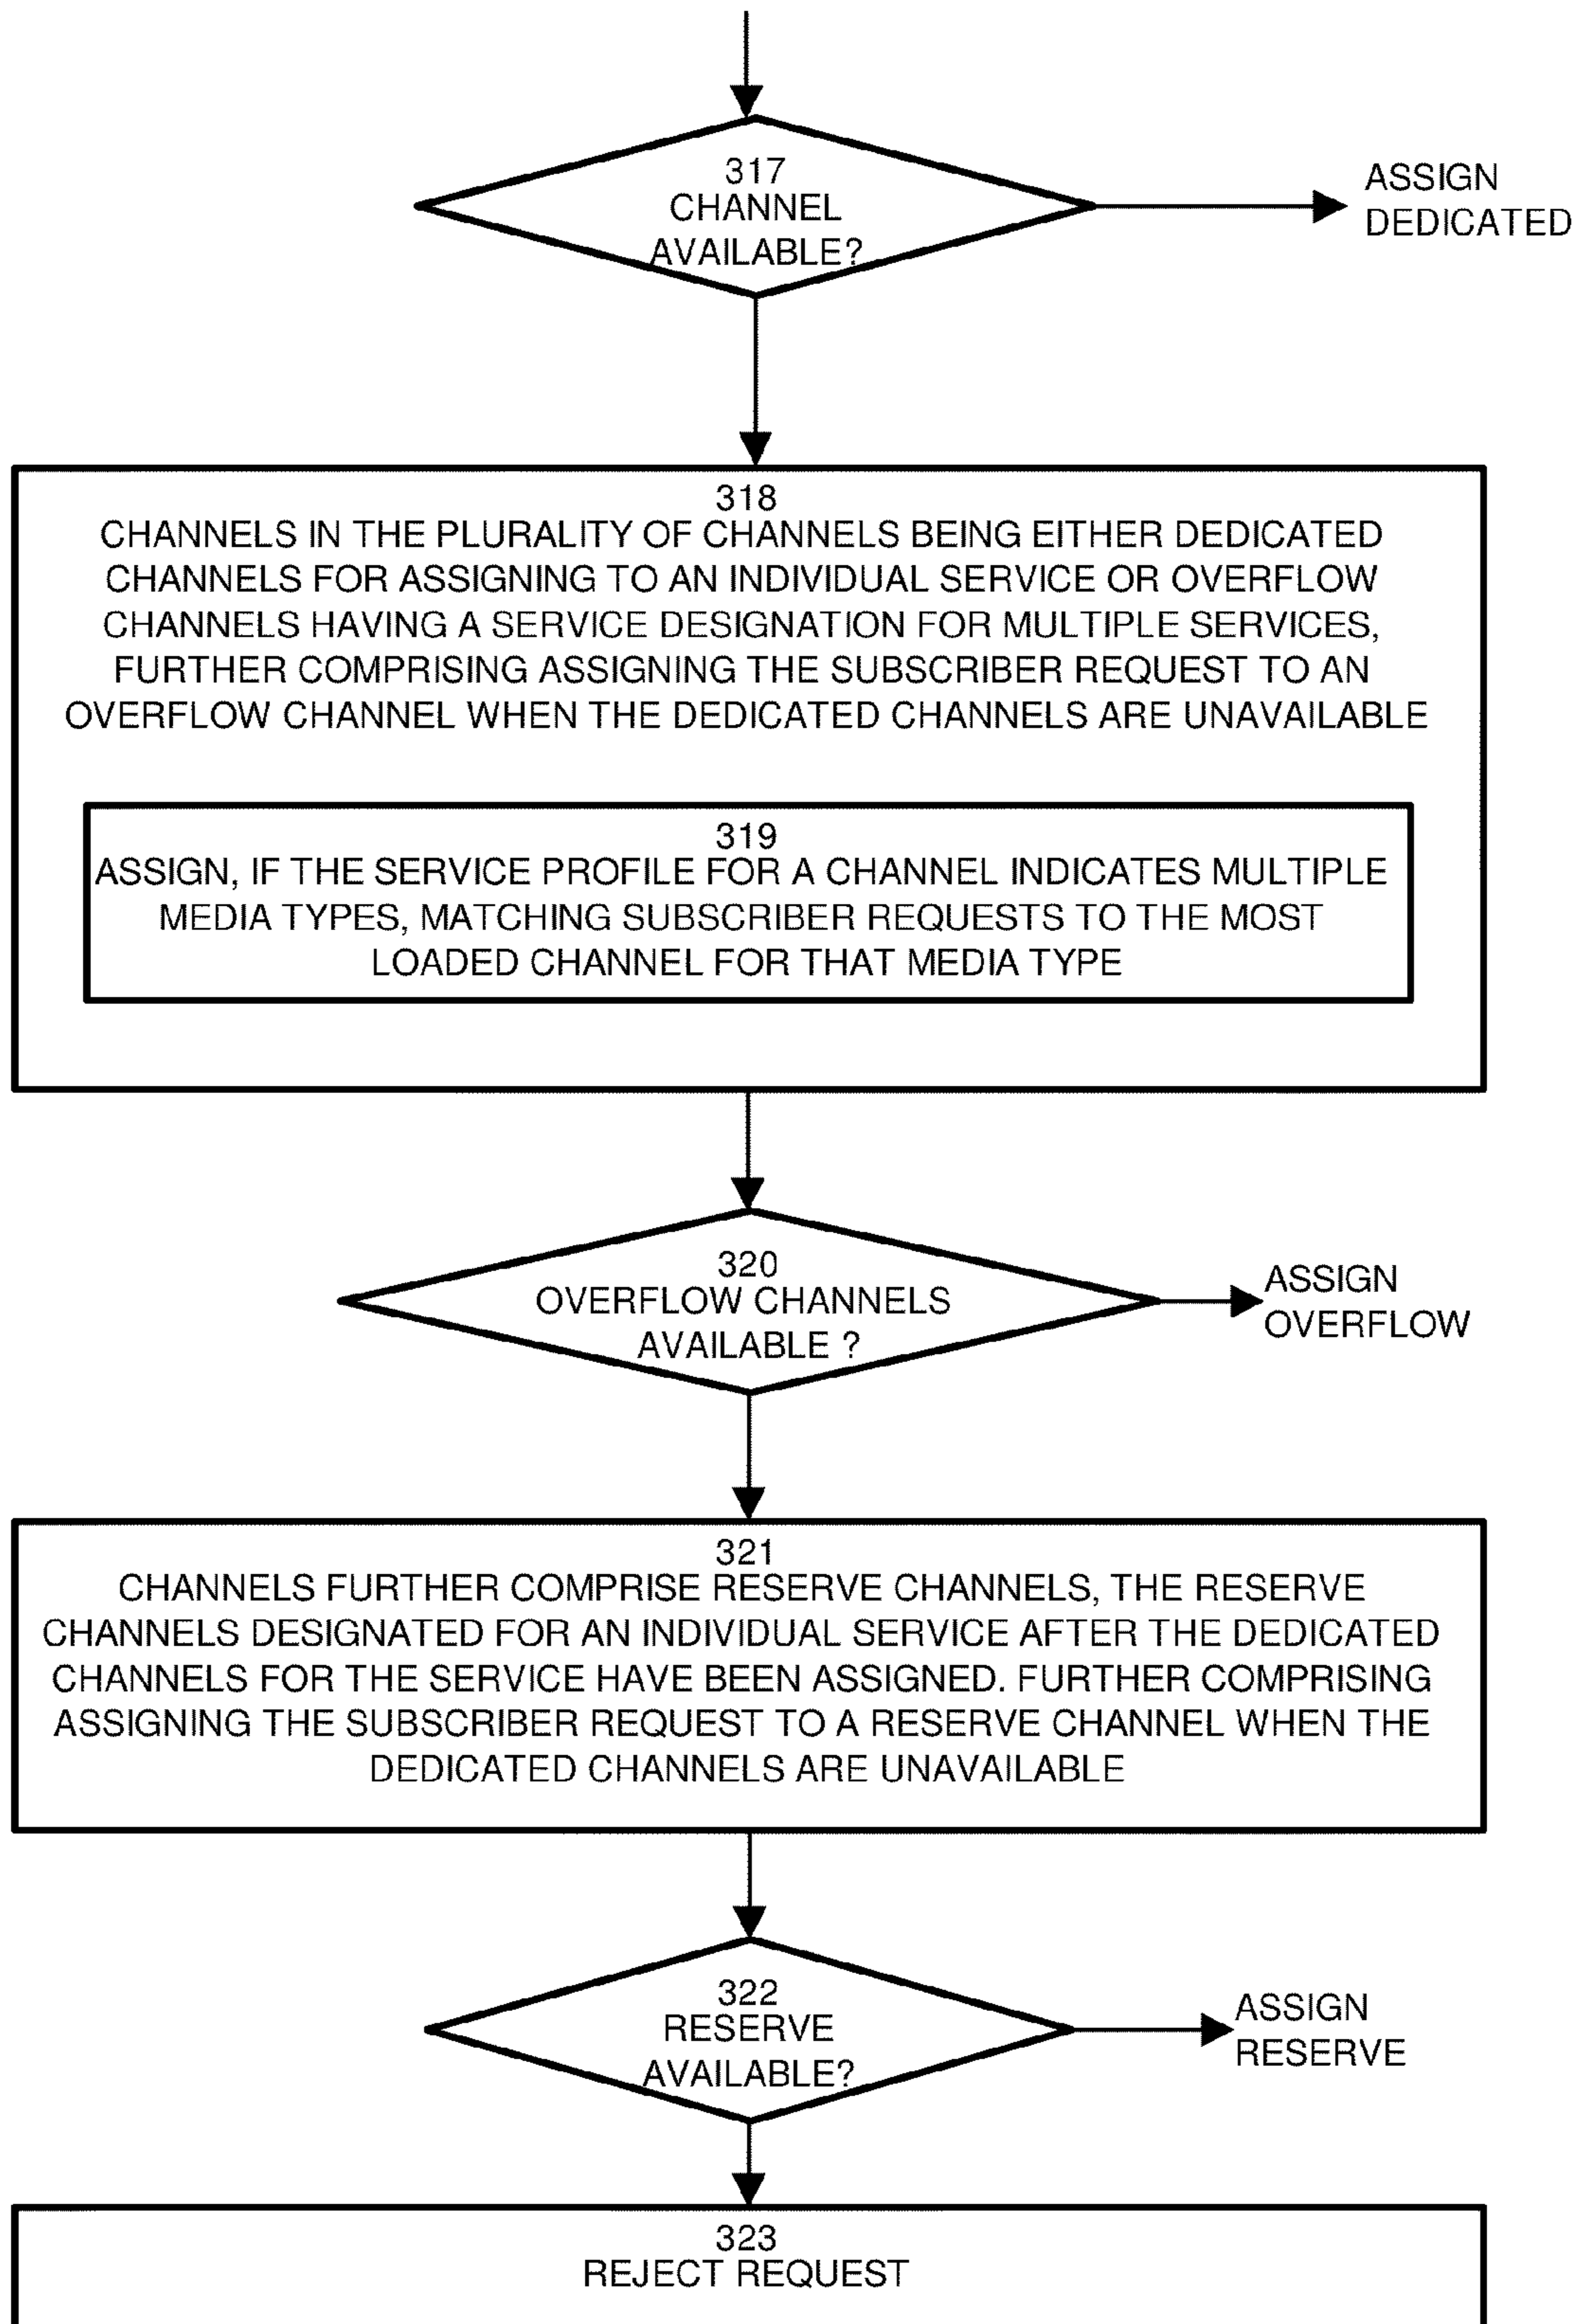 317
CHANNEL
AVAILABLE?
ASSIGN
DEDICATED
318
CHANNELS IN THE PLURALITY OF CHANNELS BEING EITHER DEDICATED
CHANNELS FOR ASSIGNING TO AN INDIVIDUAL SERVICE OR OVERFLOW
CHANNELS HAVING A SERVICE DESIGNATION FOR MULTIPLE SERVICES,
FURTHER COMPRISING ASSIGNING THE SUBSCRIBER REQUEST TO AN
OVERFLOW CHANNEL WHEN THE DEDICATED CHANNELS ARE UNAVAILABLE
319
ASSIGN, IF THE SERVICE PROFILE FOR A CHANNEL INDICATES MULTIPLE
MEDIA TYPES, MATCHING SUBSCRIBER REQUESTS TO THE MOST
LOADED CHANNEL FOR THAT MEDIA TYPE
320
OVERFLOW CHANNELS
AVAILABLE ?
ASSIGN
OVERFLOW
321
CHANNELS FURTHER COMPRISE RESERVE CHANNELS, THE RESERVE
CHANNELS DESIGNATED FOR AN INDIVIDUAL SERVICE AFTER THE DEDICATED
CHANNELS FOR THE SERVICE HAVE BEEN ASSIGNED. FURTHER COMPRISING
ASSIGNING THE SUBSCRIBER REQUEST TO A RESERVE CHANNEL WHEN THE
DEDICATED CHANNELS ARE UNAVAILABLE
322
RESERVE
AVAILABLE?
ASSIGN
RESERVE
323
REJECT REQUEST